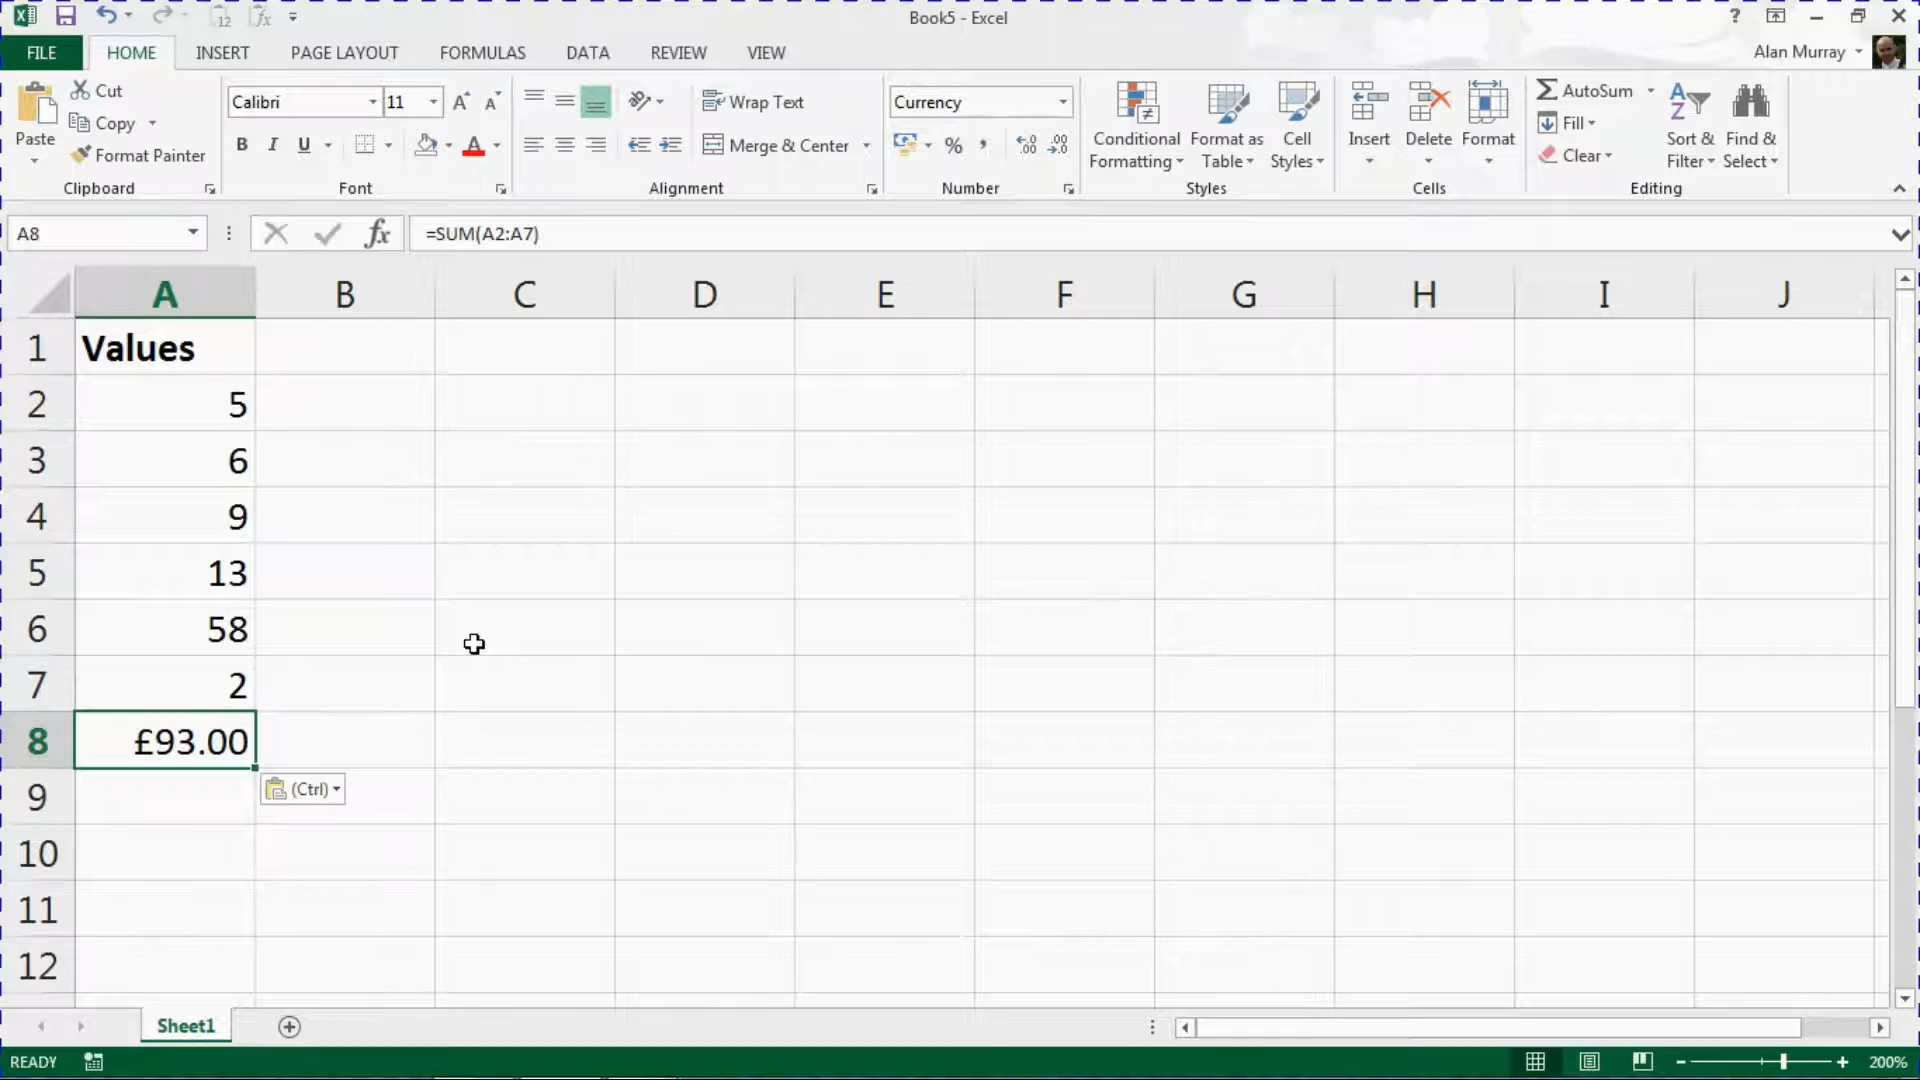 Book5 - Excel
?
FILE HOME INSERT PAGE LAYOUT FORMULAS DATA REVIEW VIEW Alan Murray
Paste
Cut
Copy
Format Painter
Clipboard
Calibri 11
B I U
Font
Wrap Text
Merge & Center
Alignment
Currency
% ,
Number
Conditional Formatting
Format as Table
Cell Styles
Styles
Insert Delete Format
Cells
AutoSum
Fill
Clear
Sort & Filter
Find & Select
Editing
A8 fx =SUM(A2:A7)
A B C D E F G H I J
1 Values
2 5
3 6
4 9
5 13
6 58
7 2
8 £93.00
9 (Ctrl)
10
11
12
Sheet1
READY 200%